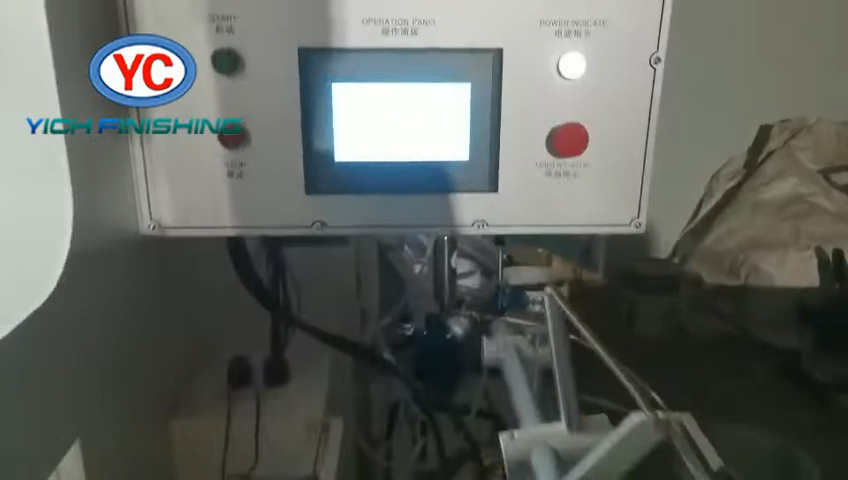 START
启动
OPERATION PANEL
操作面板
POWER INDICATE
电源指示
YC
YICH FINISHING
STOP
停止
URGENT STOP